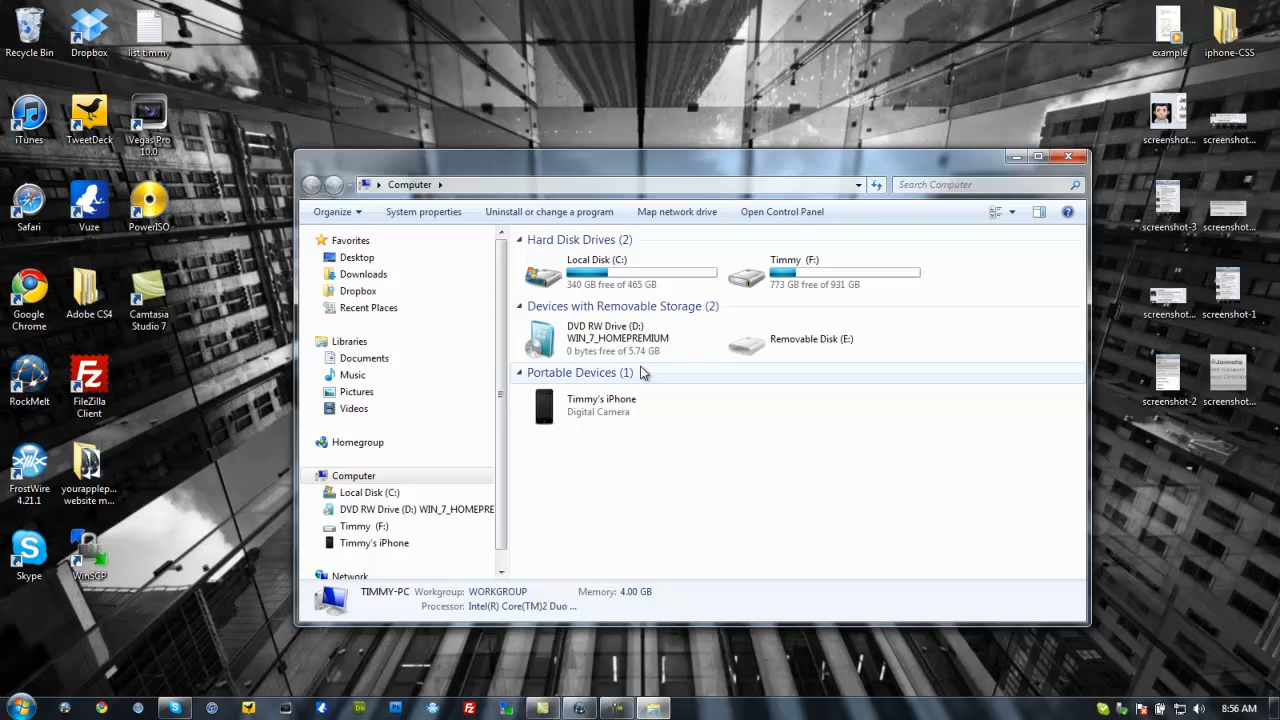 Recycle Bin
Dropbox
list timmy
example
iphone-CSS
iTunes
TweetDeck
Vegas Pro
10.0
screenshot...
screenshot...
Safari
Vuze
PowerISO
screenshot-3
screenshot...
Google
Chrome
Adobe CS4
Camtasia
Studio 7
screenshot...
screenshot-1
RockMelt
FileZilla
Client
screenshot-2
screenshot...
FrostWire
4.21.1
yourapplep...
website m...
Skype
WinSCP
Computer
Search Computer
Organize
System properties
Uninstall or change a program
Map network drive
Open Control Panel
Favorites
Desktop
Downloads
Dropbox
Recent Places
Libraries
Documents
Music
Pictures
Videos
Homegroup
Computer
Local Disk (C:)
DVD RW Drive (D:) WIN_7_HOMEPRE
Timmy (F:)
Timmy's iPhone
Network
Hard Disk Drives (2)
Local Disk (C:)
340 GB free of 465 GB
Timmy (F:)
773 GB free of 931 GB
Devices with Removable Storage (2)
DVD RW Drive (D:)
WIN_7_HOMEPREMIUM
0 bytes free of 5.74 GB
Removable Disk (E:)
Portable Devices (1)
Timmy's iPhone
Digital Camera
TIMMY-PC Workgroup: WORKGROUP Memory: 4.00 GB
Processor: Intel(R) Core(TM)2 Duo ...
8:56 AM